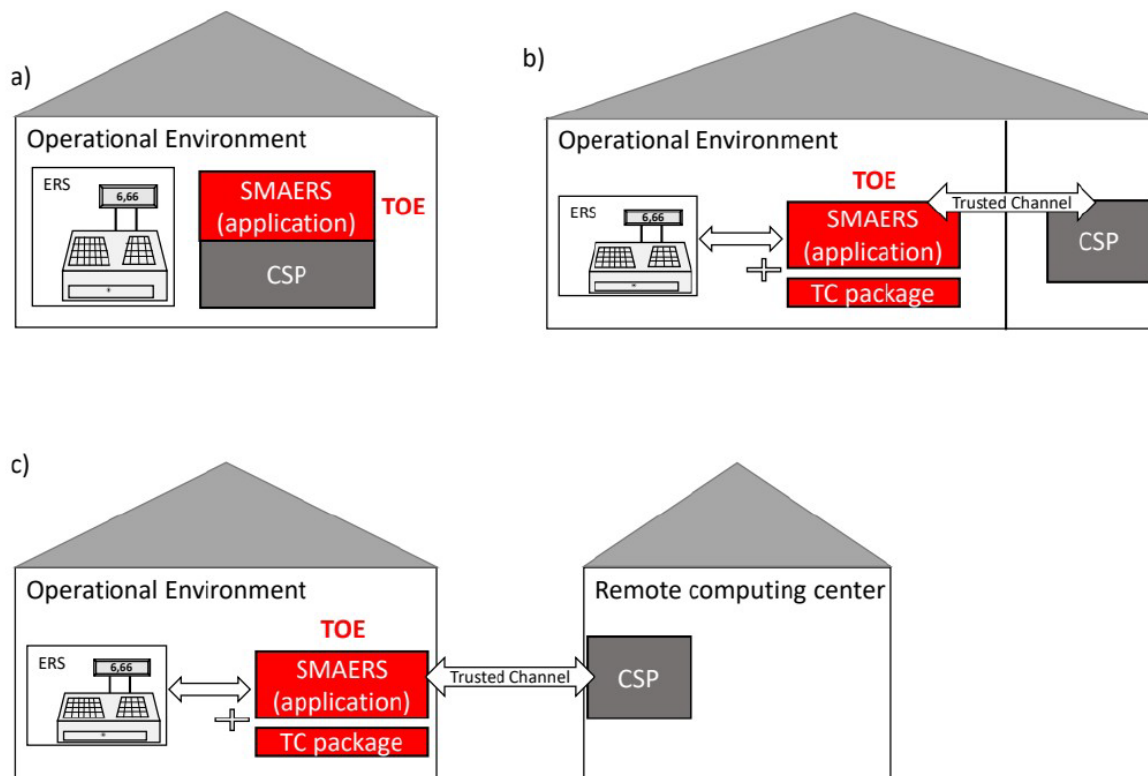 a)
Operational Environment
ERS
6,66
SMAERS
(application)
TOE
CSP
b)
Operational Environment
ERS
6,66
TOE
SMAERS
(application)
TC package
Trusted Channel
CSP
c)
Operational Environment
ERS
6,66
TOE
SMAERS
(application)
TC package
Trusted Channel
Remote computing center
CSP